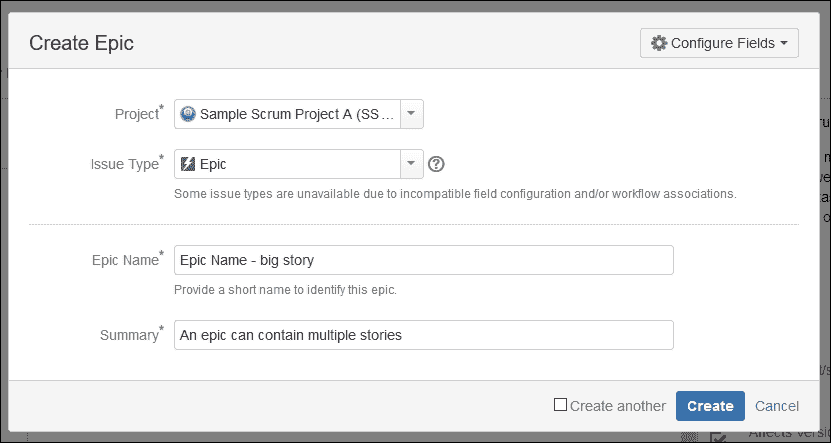 Create Epic
Configure Fields
Project*
Sample Scrum Project A (SS...
Issue Type*
Epic
Some issue types are unavailable due to incompatible field configuration and/or workflow associations.
Epic Name*
Epic Name - big story
Provide a short name to identify this epic.
Summary*
An epic can contain multiple stories
Create another
Create
Cancel